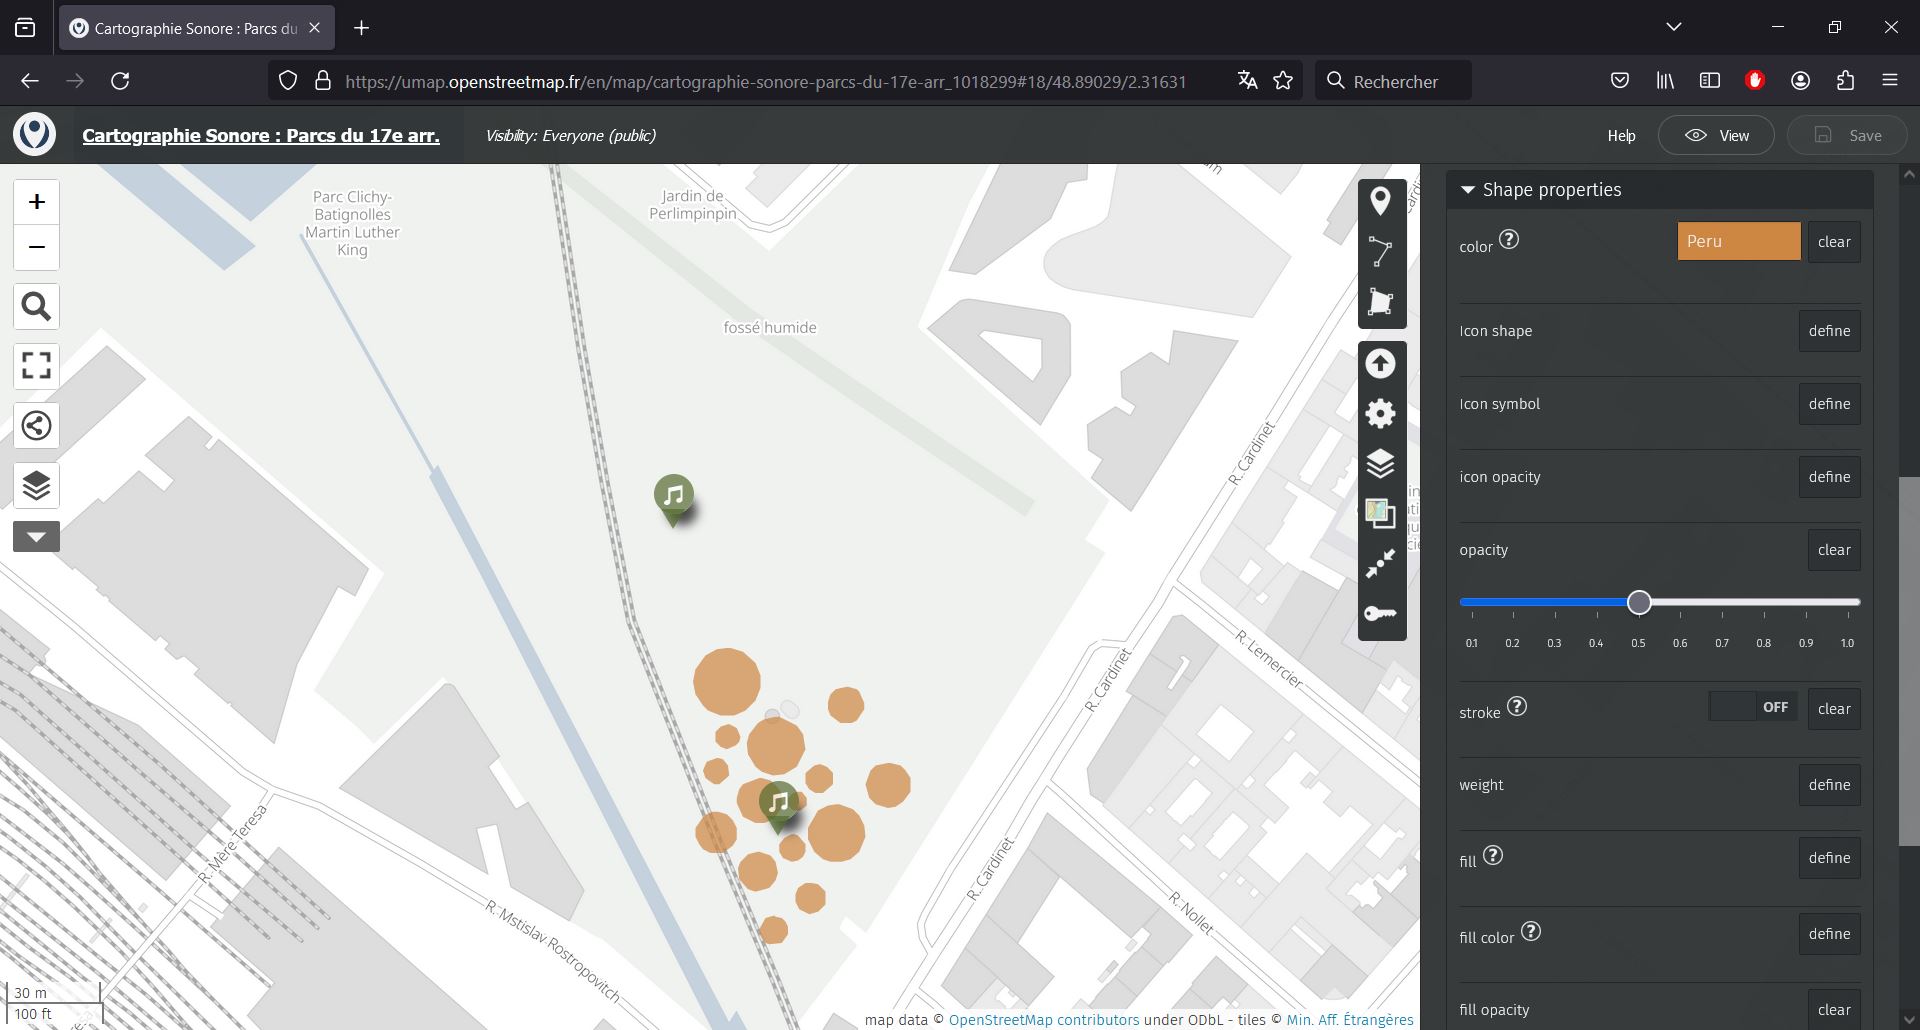 Cartographie Sonore : Parcs du
https://umap.openstreetmap.fr/en/map/cartographie-sonore-parcs-du-17e-arr_1018299#18/48.89029/2.31631
Rechercher
Cartographie Sonore : Parcs du 17e arr.
Visibility: Everyone (public)
Help
View
Save
Parc Clichy-
Batignolles
Martin Luther
King
Jardin de
Perlimpinpin
fossé humide
R. Cardinet
R. Lemercier
R. Cardinet
R. Cardinet
R. Nollet
R. Mère-Teresa
R. Mstislav Rostropovitch
30 m
100 ft
map data © OpenStreetMap contributors under ODbL - tiles © Min. Aff. Étrangères
Shape properties
color ?
Peru
clear
Icon shape
define
Icon symbol
define
icon opacity
define
opacity
clear
0.1 0.2 0.3 0.4 0.5 0.6 0.7 0.8 0.9 1.0
stroke ?
OFF
clear
weight
define
fill ?
define
fill color ?
define
fill opacity
clear